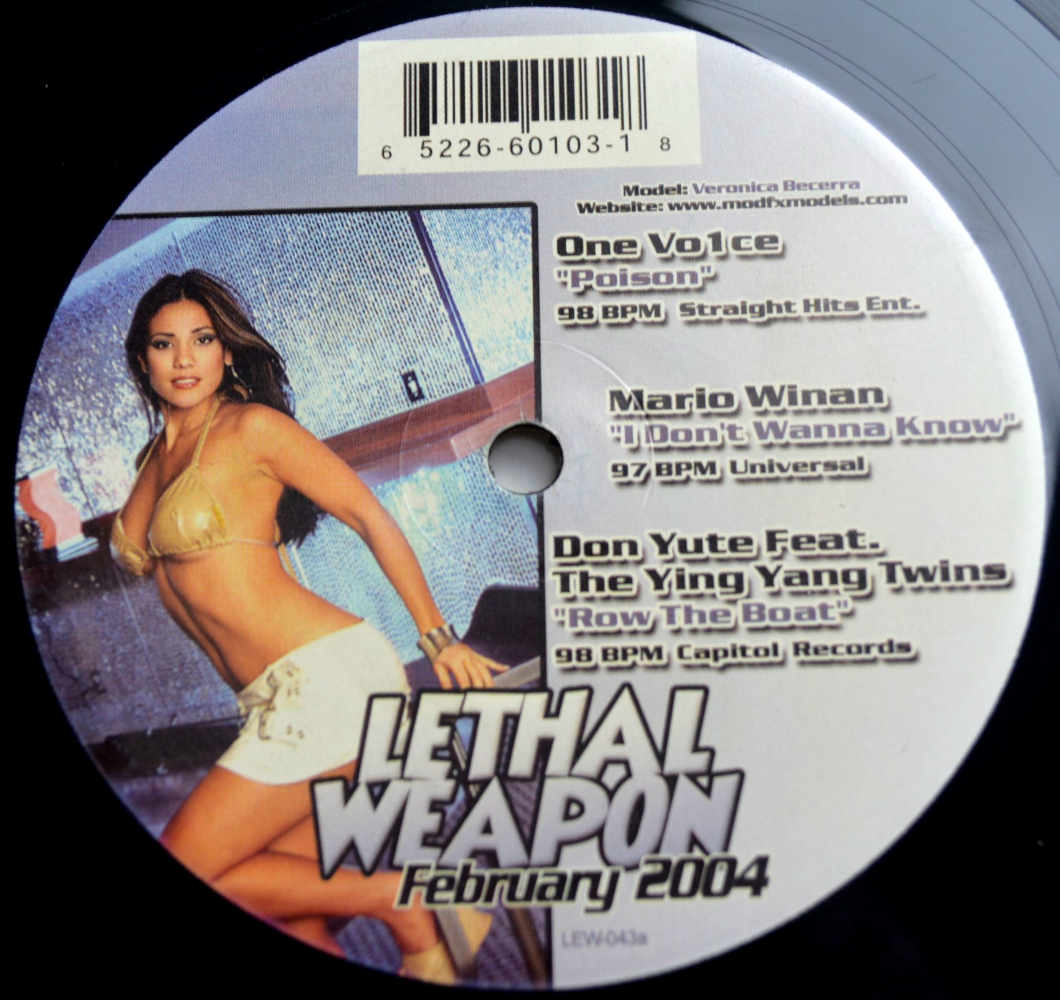 6 5226-60103-1 8
Model: Veronica Becerra
Website: www.modfxmodels.com
One Vo1ce
"Poison"
98 BPM Straight Hits Ent.
Mario Winan
"I Don't Wanna Know"
97 BPM Universal
Don Yute Feat.
The Ying Yang Twins
"Row The Boat"
98 BPM Capitol Records
LETHAL
WEAPON
February 2004
LEW-043a